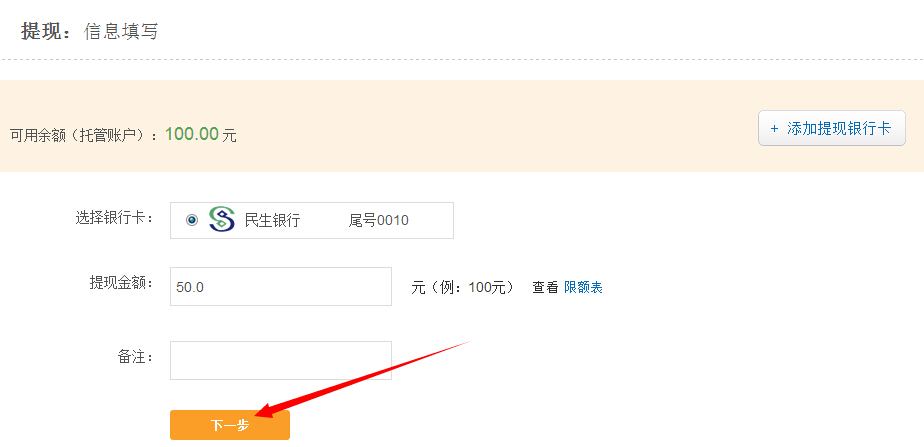 提现：信息填写
可用余额（托管账户）：100.00 元
+ 添加提现银行卡
选择银行卡： 民生银行 尾号0010
提现金额： 50.0 元（例：100元） 查看 限额表
备注：
下一步